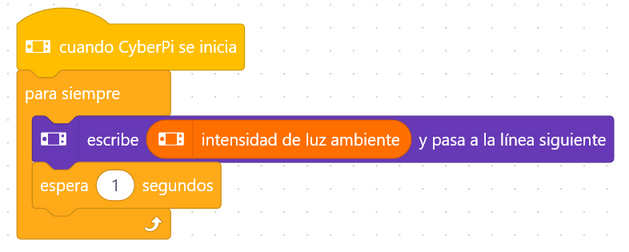 cuando CyberPi se inicia
para siempre
escribe intensidad de luz ambiente y pasa a la línea siguiente
espera 1 segundos